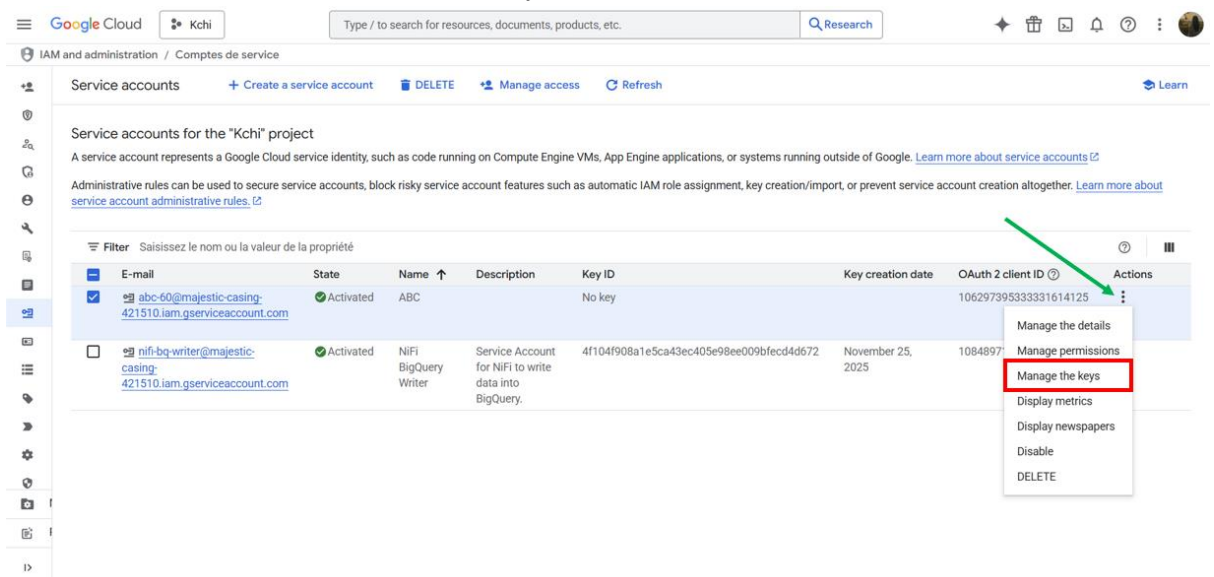 Google Cloud
Kchi
Type / to search for resources, documents, products, etc.
Research
IAM and administration / Comptes de service
Service accounts
+ Create a service account
DELETE
Manage access
Refresh
Learn
Service accounts for the "Kchi" project
A service account represents a Google Cloud service identity, such as code running on Compute Engine VMs, App Engine applications, or systems running outside of Google. Learn more about service accounts
Administrative rules can be used to secure service accounts, block risky service account features such as automatic IAM role assignment, key creation/import, or prevent service account creation altogether. Learn more about
service account administrative rules.
Filter Saisissez le nom ou la valeur de la propriété
E-mail State Name Description Key ID Key creation date OAuth 2 client ID Actions
abc-60@majestic-casing- Activated ABC No key 106297395333331614125
421510.iam.gserviceaccount.com
nifi-bq-writer@majestic- Activated NiFi Service Account 4f104f908a1e5ca43ec405e98ee009bfecd4d672 November 25, 1084897
casing- BigQuery for NiFi to write 2025
421510.iam.gserviceaccount.com Writer data into
BigQuery.
Manage the details
Manage permissions
Manage the keys
Display metrics
Display newspapers
Disable
DELETE